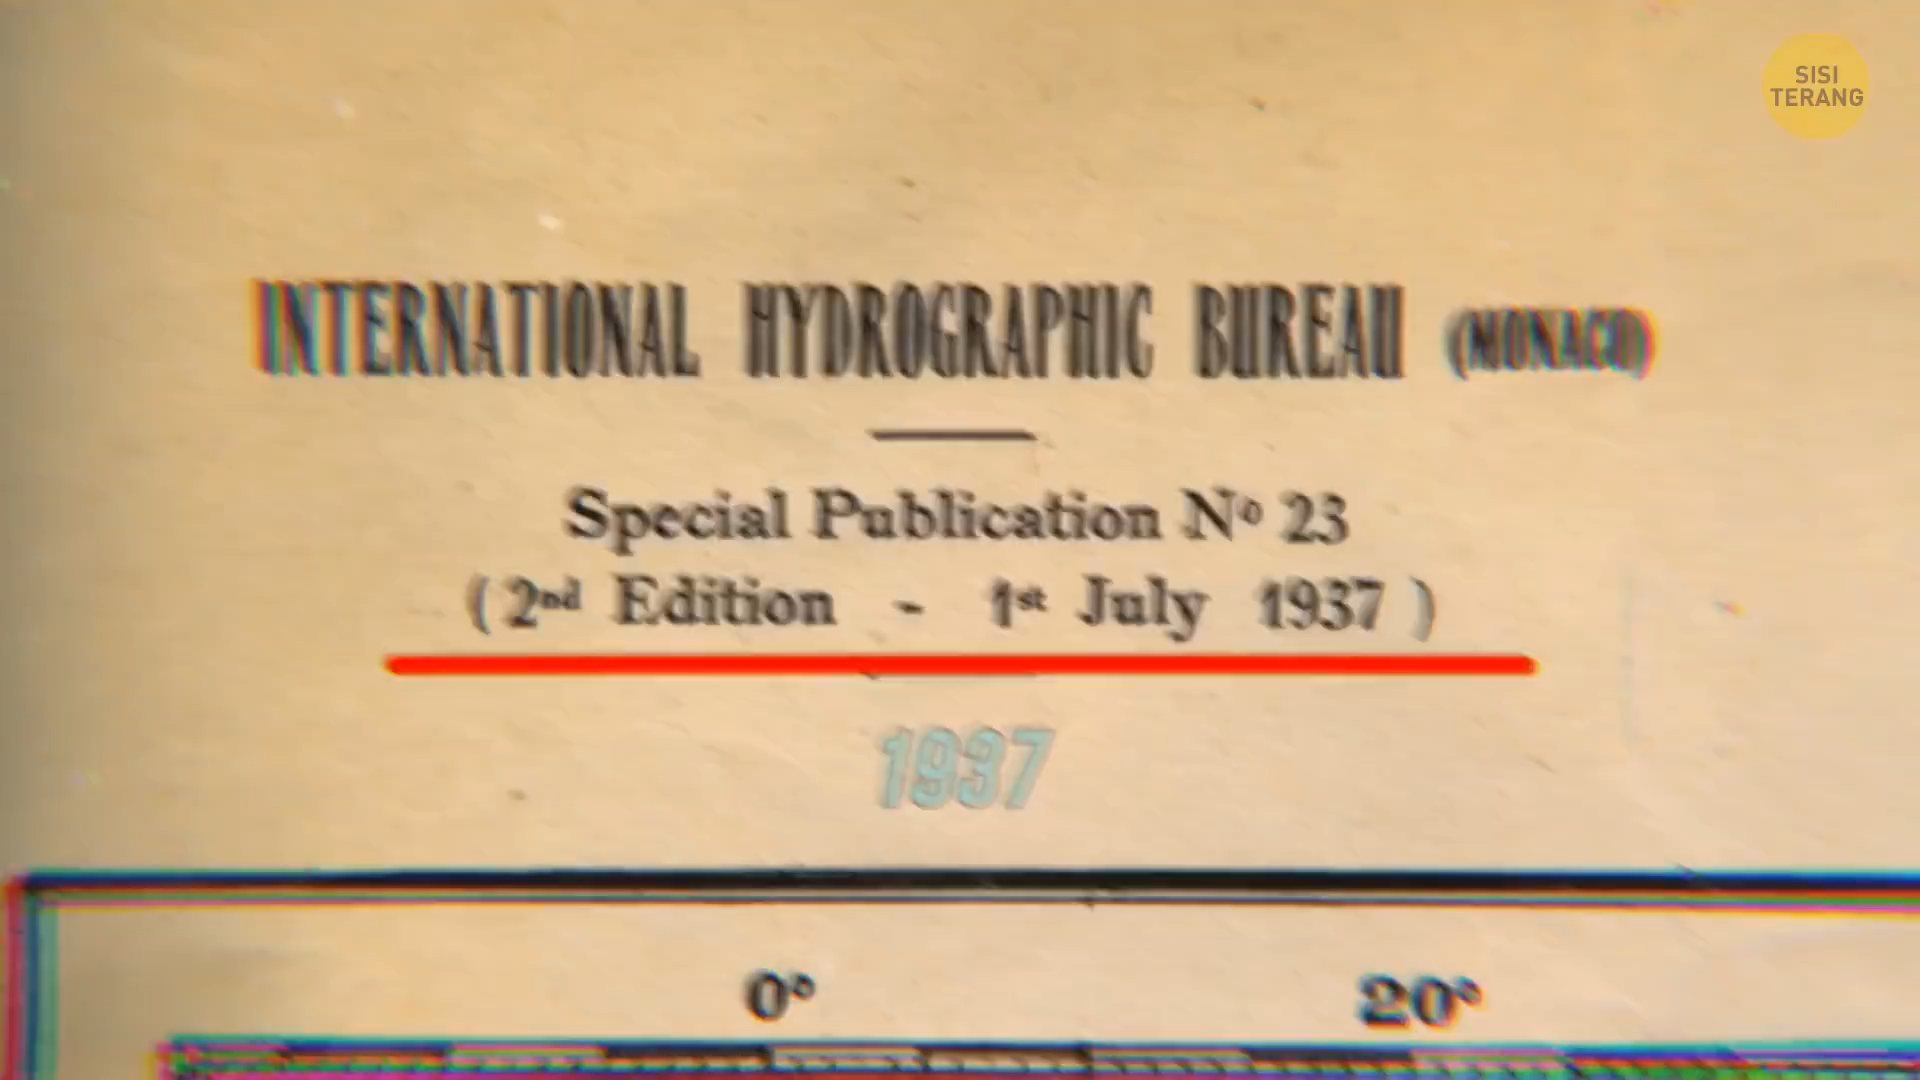 SISI
TERANG
INTERNATIONAL HYDROGRAPHIC BUREAU (MONACO)
Special Publication Nº 23
( 2nd Edition - 1st July 1937 )
1937
0° 20°